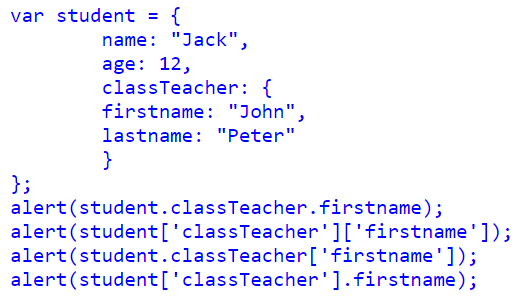 var student = {
name: "Jack",
age: 12,
classTeacher: {
firstname: "John",
lastname: "Peter"
}
};
alert(student.classTeacher.firstname);
alert(student['classTeacher']['firstname']);
alert(student.classTeacher['firstname']);
alert(student['classTeacher'].firstname);